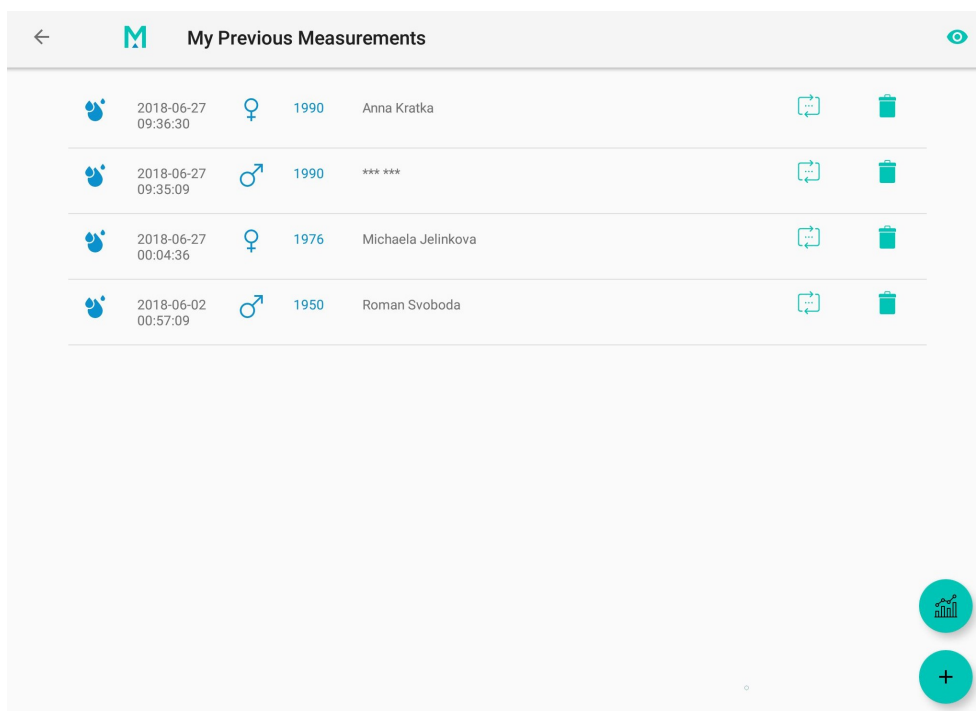 My Previous Measurements
2018-06-27 1990 Anna Kratka
09:36:30
2018-06-27 1990 *** ***
09:35:09
2018-06-27 1976 Michaela Jelinkova
00:04:36
2018-06-02 1950 Roman Svoboda
00:57:09